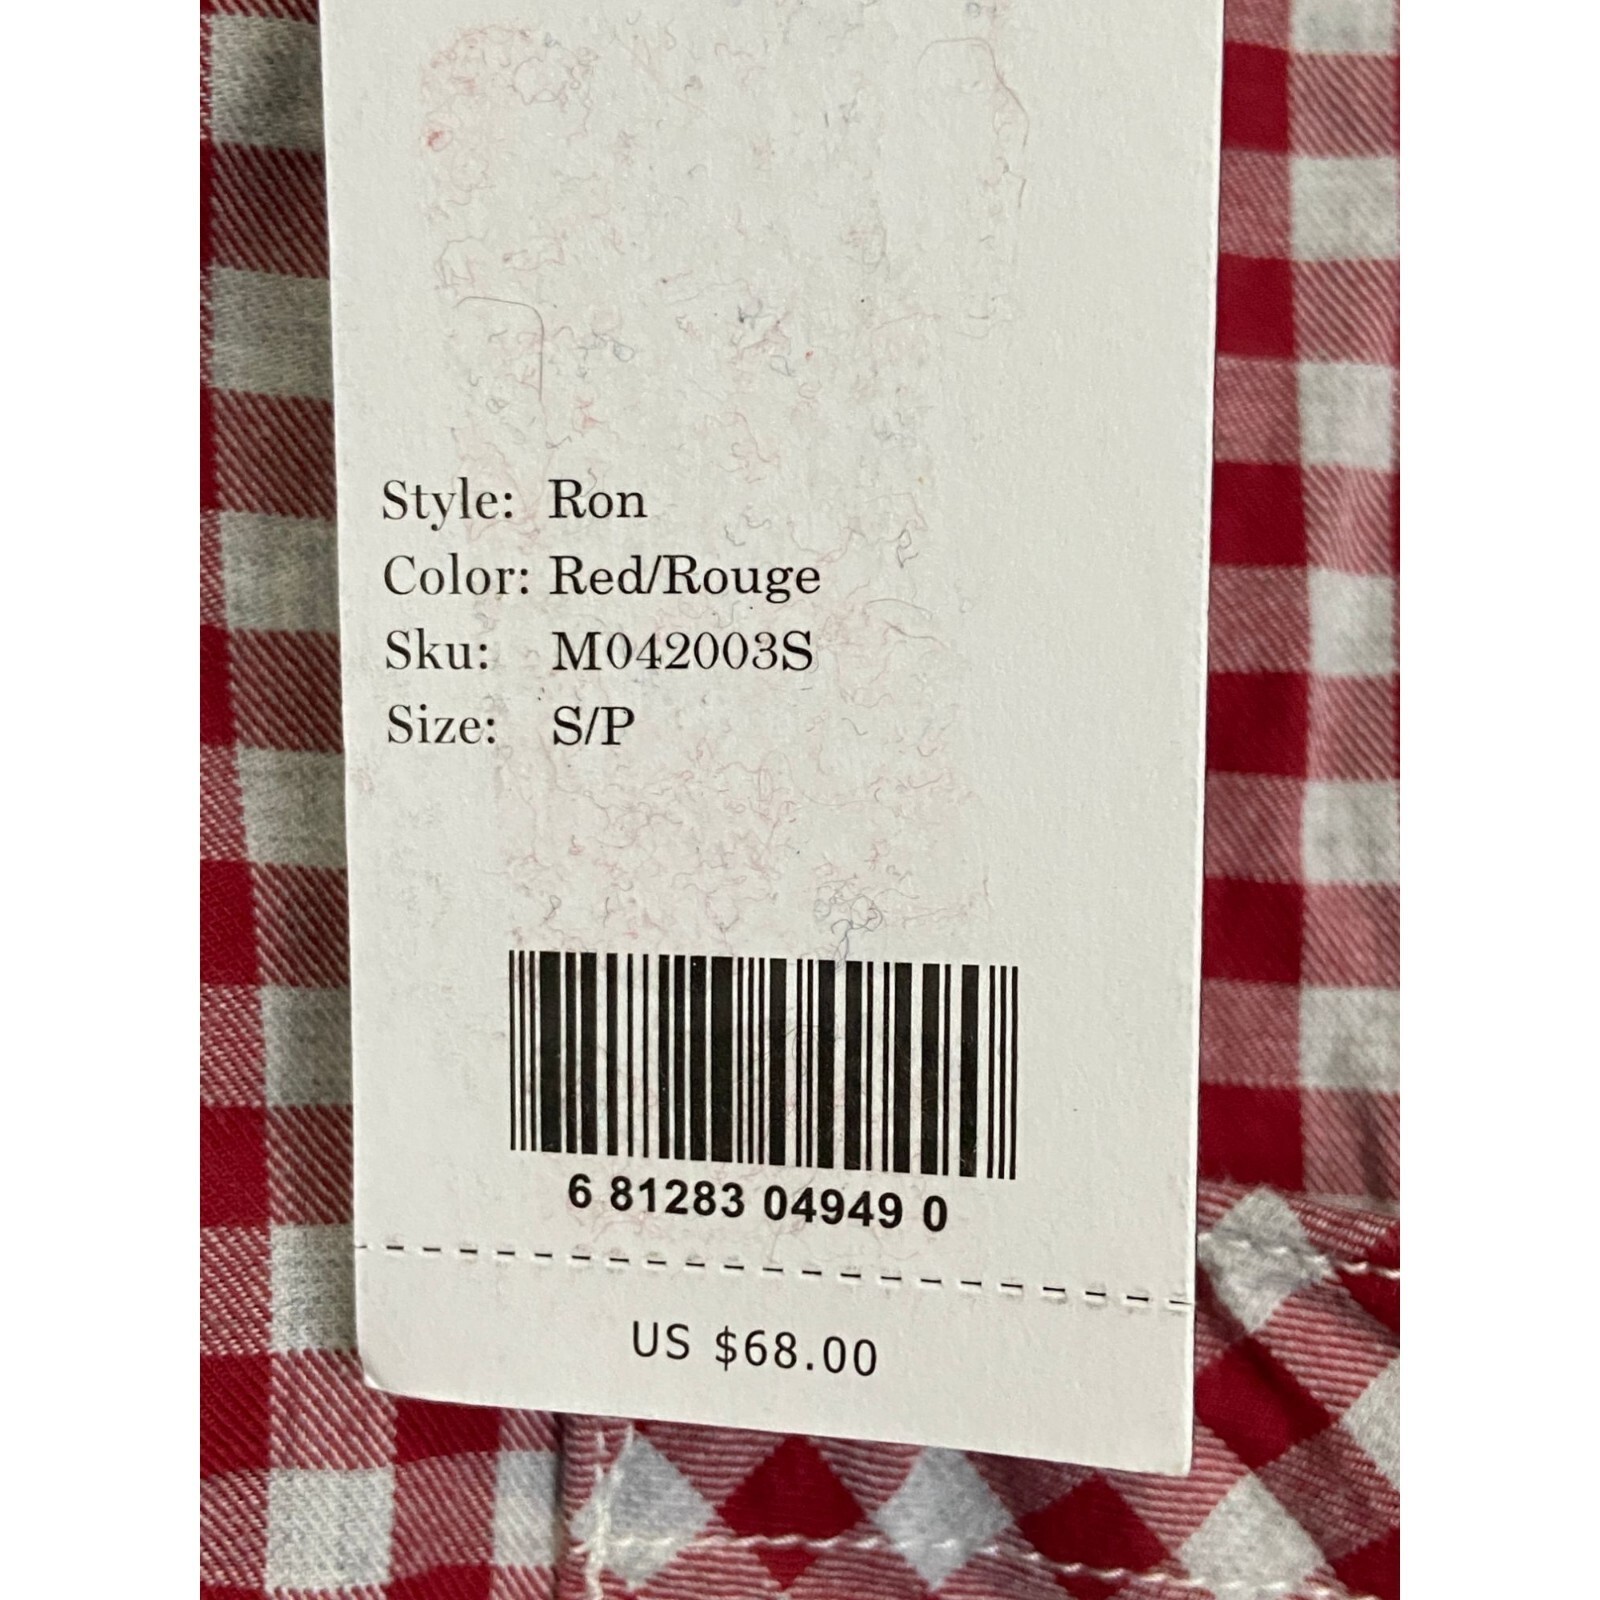 Style: Ron
Color: Red/Rouge
Sku: M042003S
Size: S/P
6 81283 04949 0
US $68.00